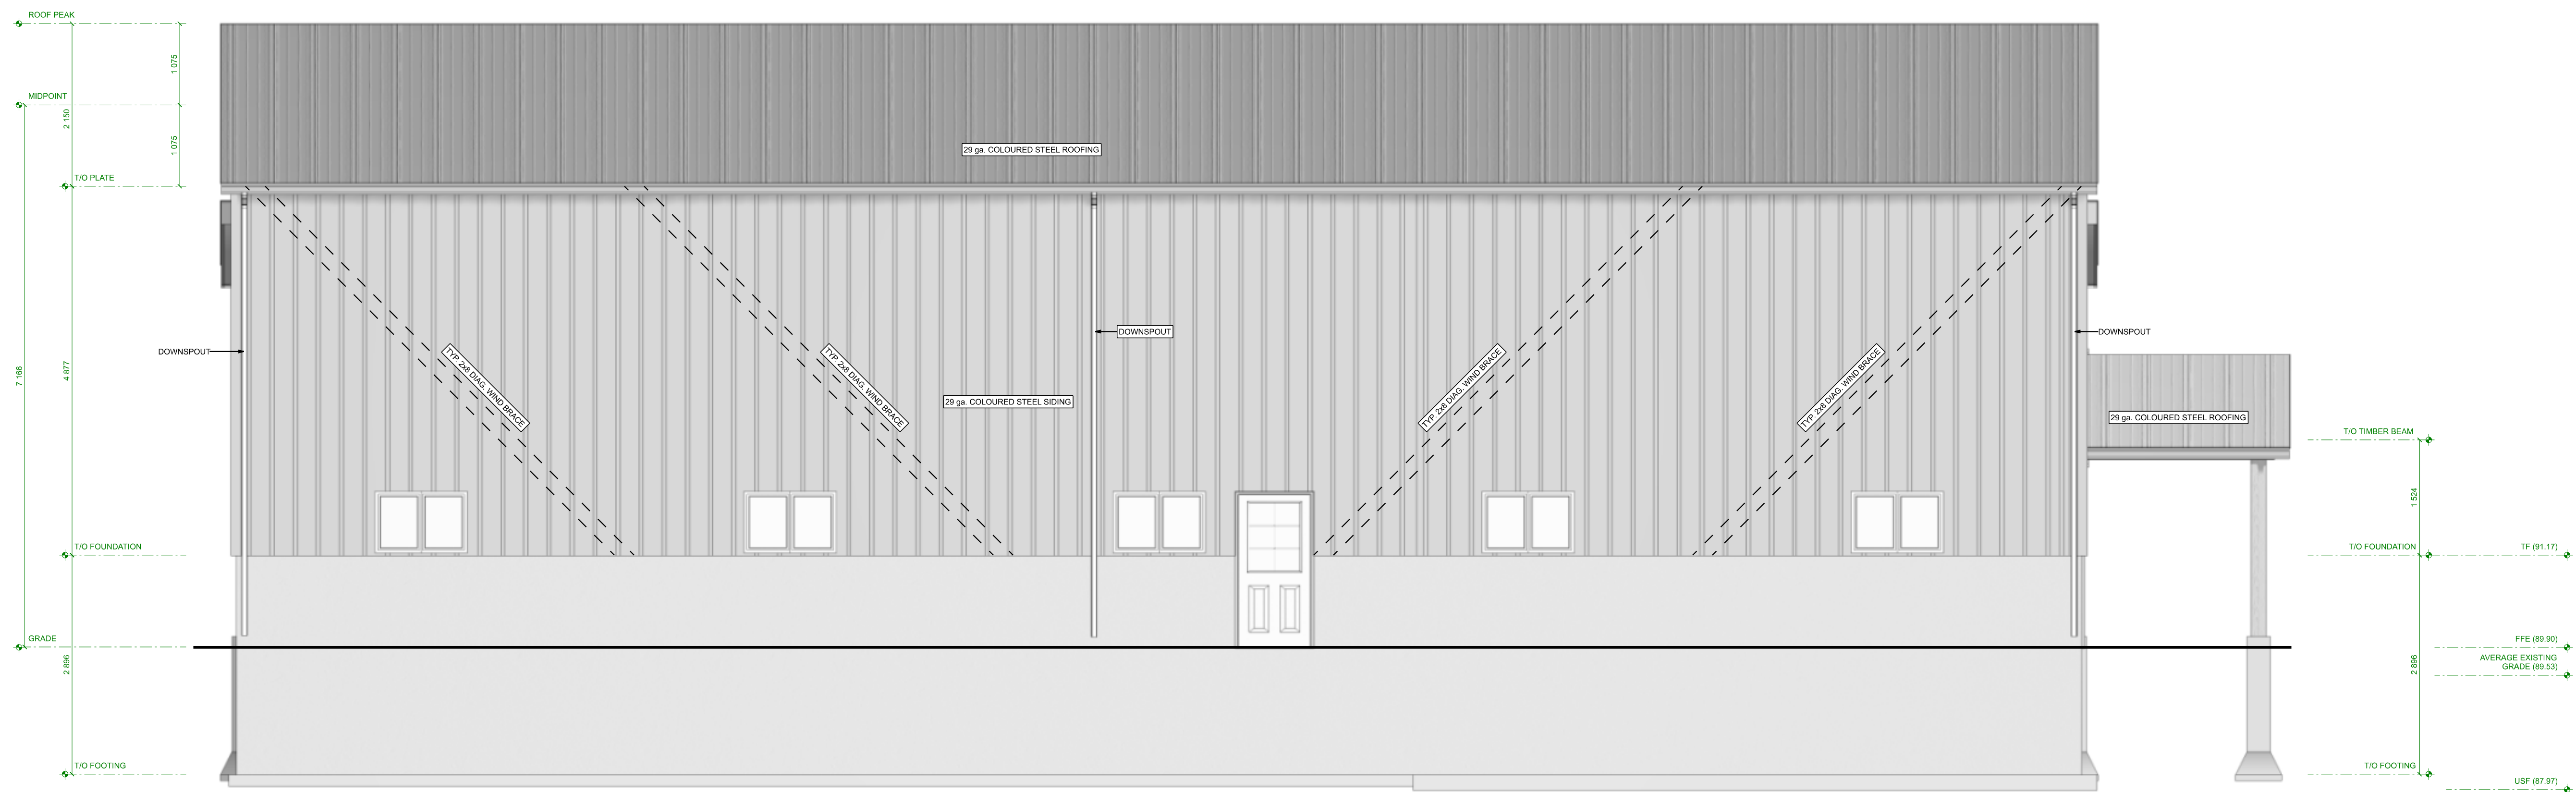 ROOF PEAK
1 075
MIDPOINT
2 150
1 075
29 ga. COLOURED STEEL ROOFING
T/O PLATE
DOWNSPOUT
DOWNSPOUT
DOWNSPOUT
7 166
4 877
TYP. 2x8 DIAG. WIND BRACE
TYP. 2x8 DIAG. WIND BRACE
TYP. 2x8 DIAG. WIND BRACE
TYP. 2x8 DIAG. WIND BRACE
29 ga. COLOURED STEEL SIDING
29 ga. COLOURED STEEL ROOFING
T/O TIMBER BEAM
1 524
T/O FOUNDATION
T/O FOUNDATION
TF (91.17)
GRADE
FFE (89.90)
2 896
2 896
AVERAGE EXISTING
GRADE (89.53)
T/O FOOTING
T/O FOOTING
USF (87.97)